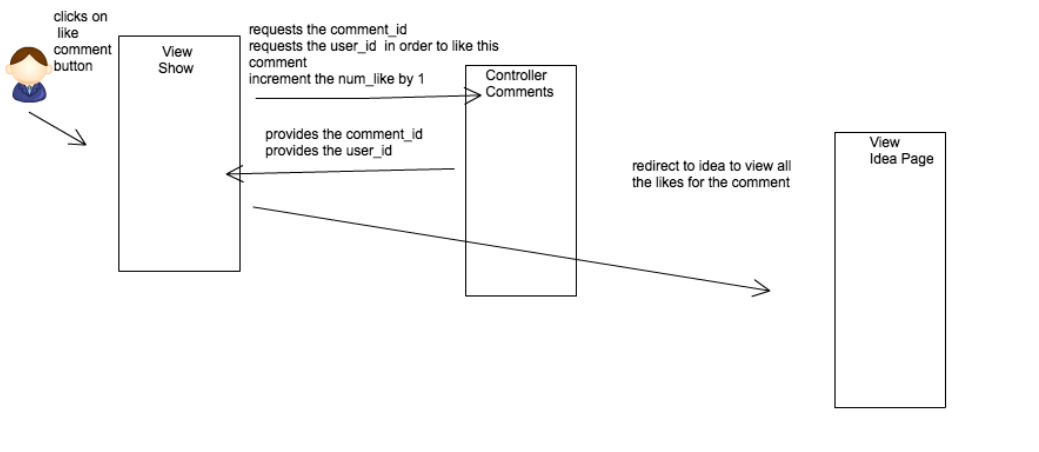 clicks on
like
comment
button
View
Show
requests the comment_id
requests the user_id in order to like this
comment
increment the num_like by 1
Controller
Comments
provides the comment_id
provides the user_id
redirect to idea to view all
the likes for the comment
View
Idea Page